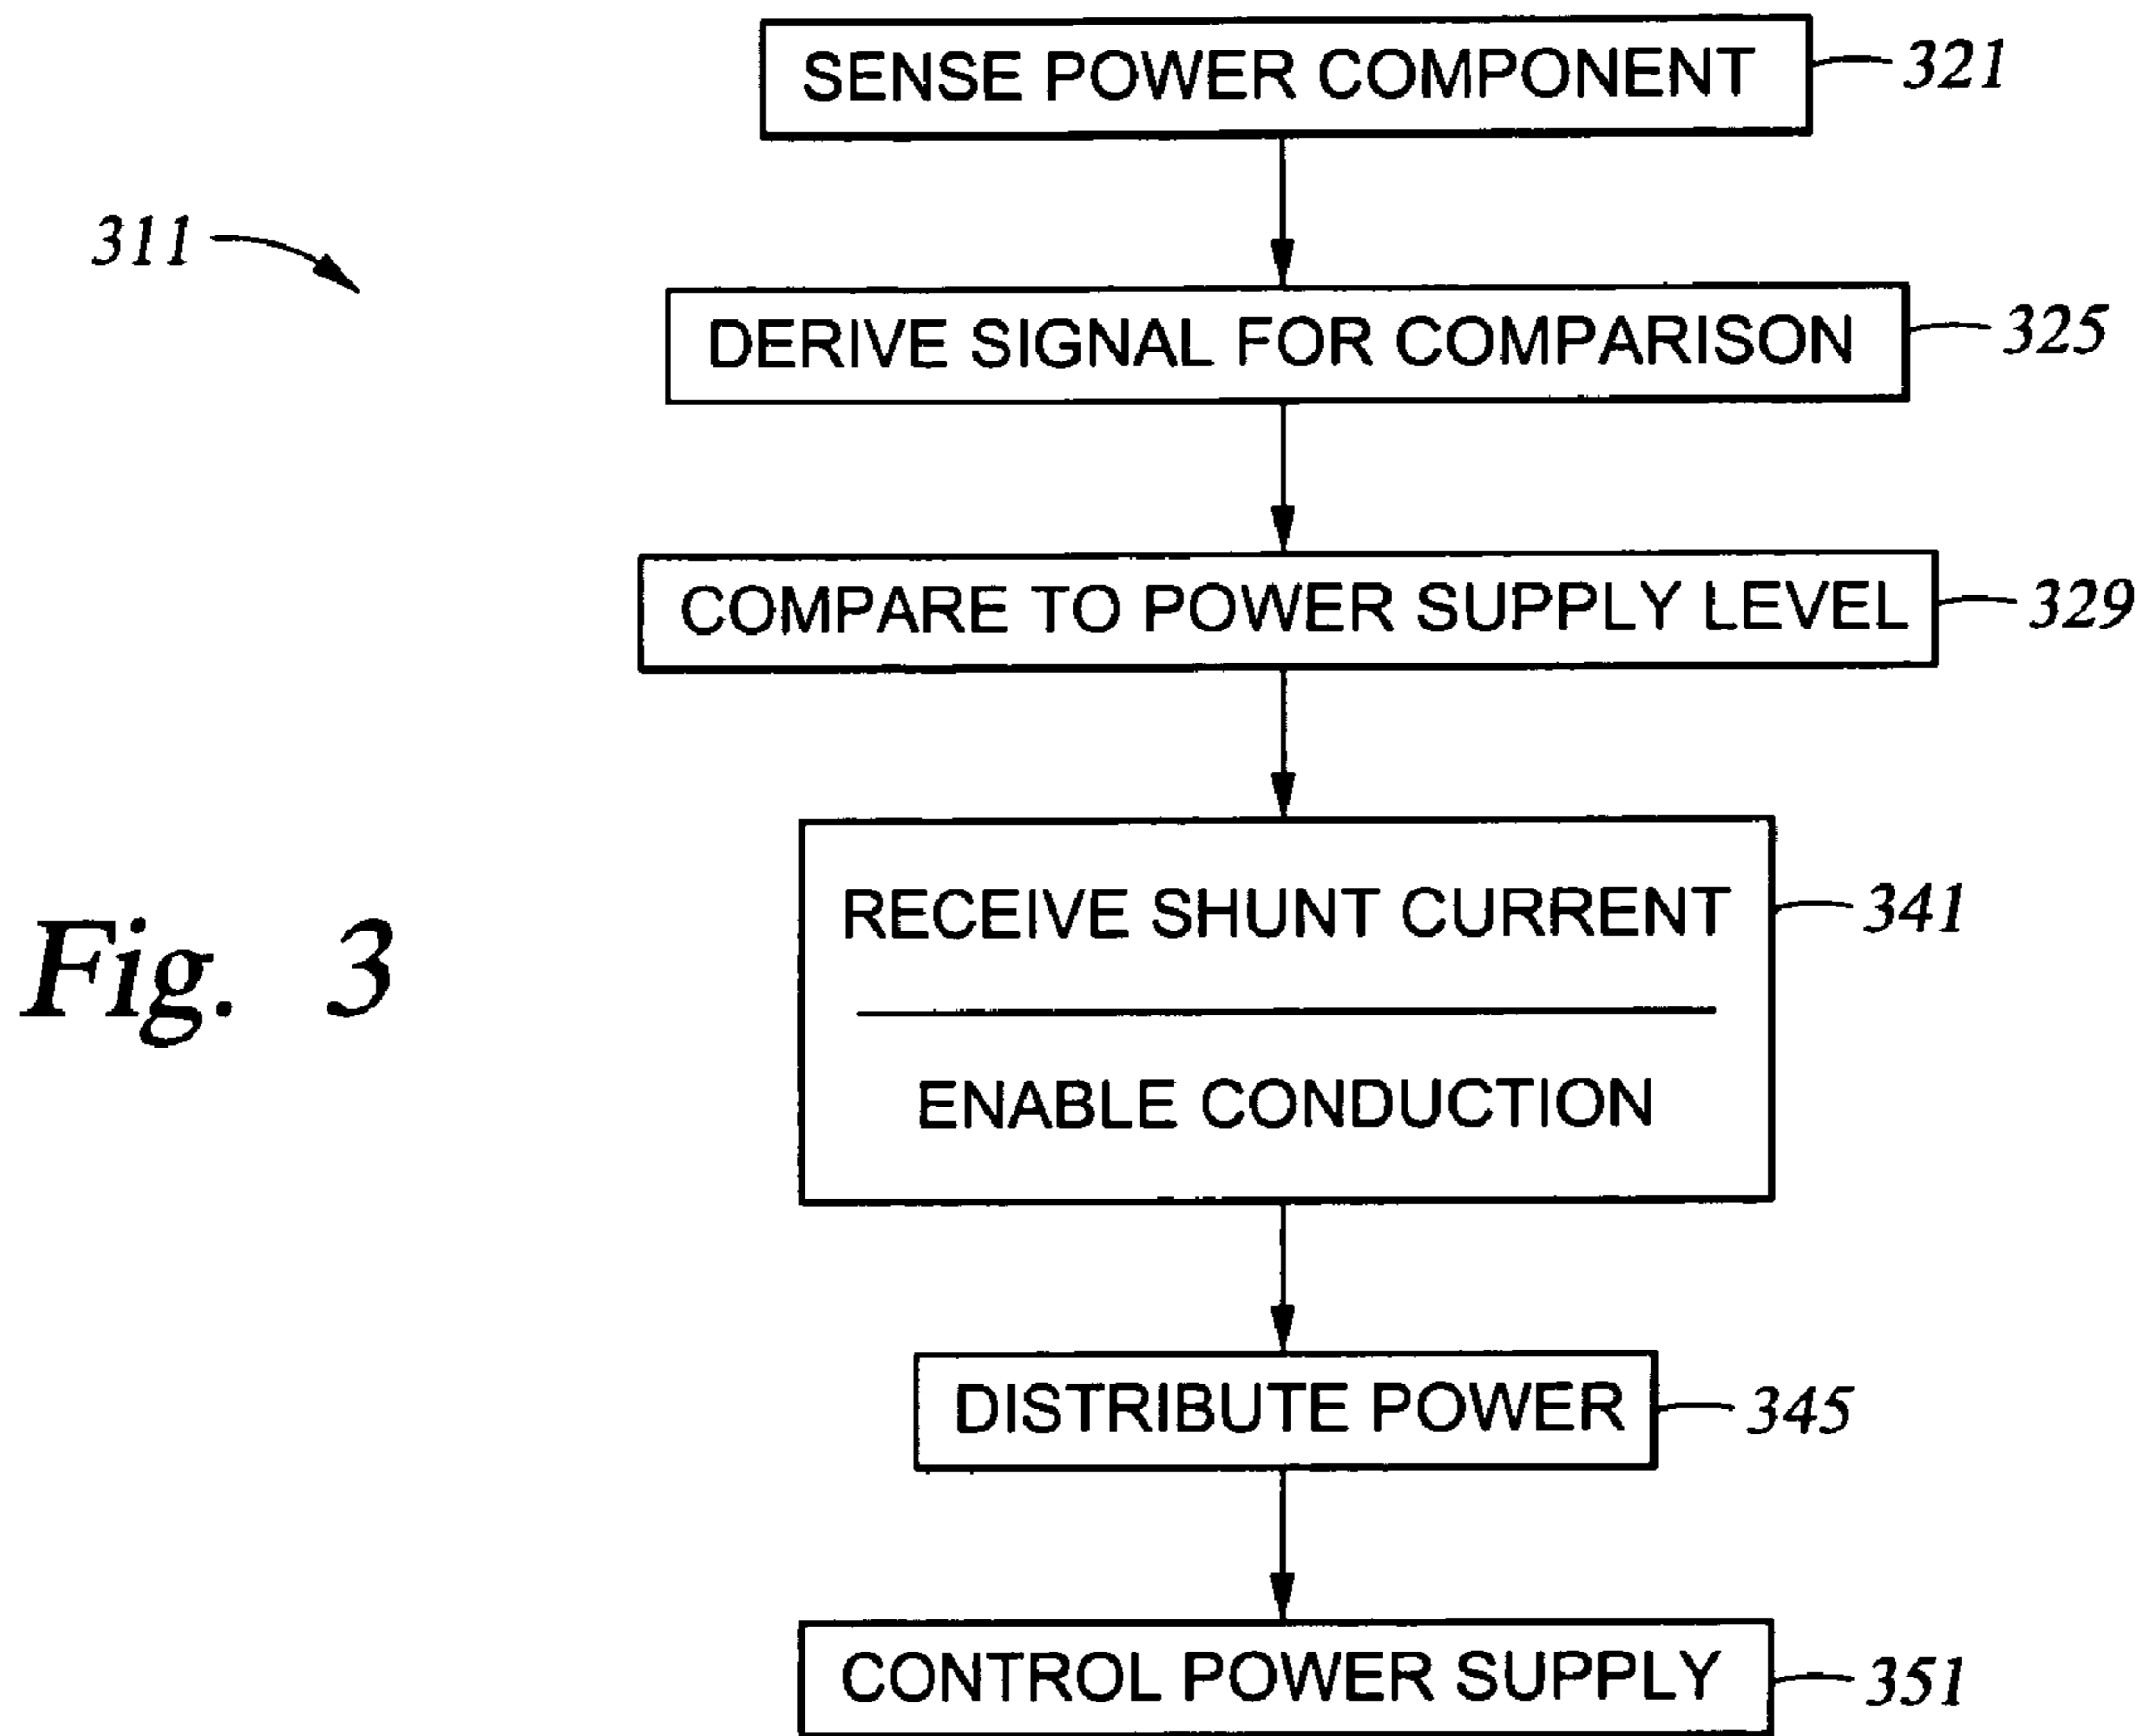 SENSE POWER COMPONENT
321
311
DERIVE SIGNAL FOR COMPARISON
325
COMPARE TO POWER SUPPLY LEVEL
329
RECEIVE SHUNT CURRENT
341
ENABLE CONDUCTION
Fig. 3
DISTRIBUTE POWER
345
CONTROL POWER SUPPLY
351